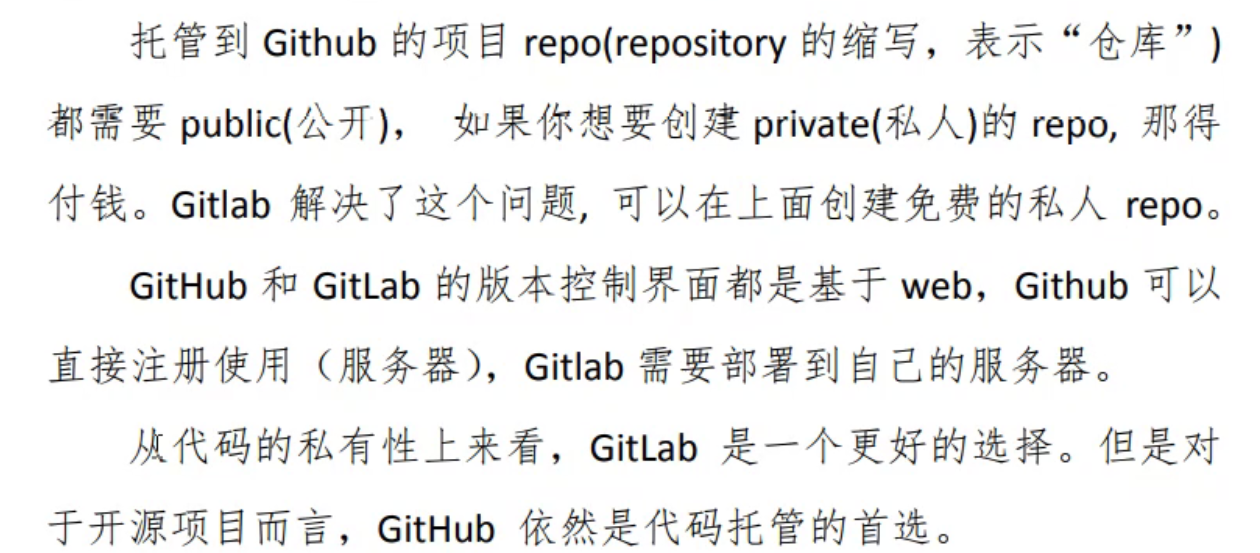 托管到 Github 的项目 repo(repository 的缩写，表示“仓库”)
都需要 public(公开)， 如果你想要创建 private(私人)的 repo, 那得
付钱。Gitlab 解决了这个问题, 可以在上面创建免费的私人 repo。
GitHub 和 GitLab 的版本控制界面都是基于 web，Github 可以
直接注册使用（服务器），Gitlab 需要部署到自己的服务器。
从代码的私有性上来看，GitLab 是一个更好的选择。但是对
于开源项目而言，GitHub 依然是代码托管的首选。